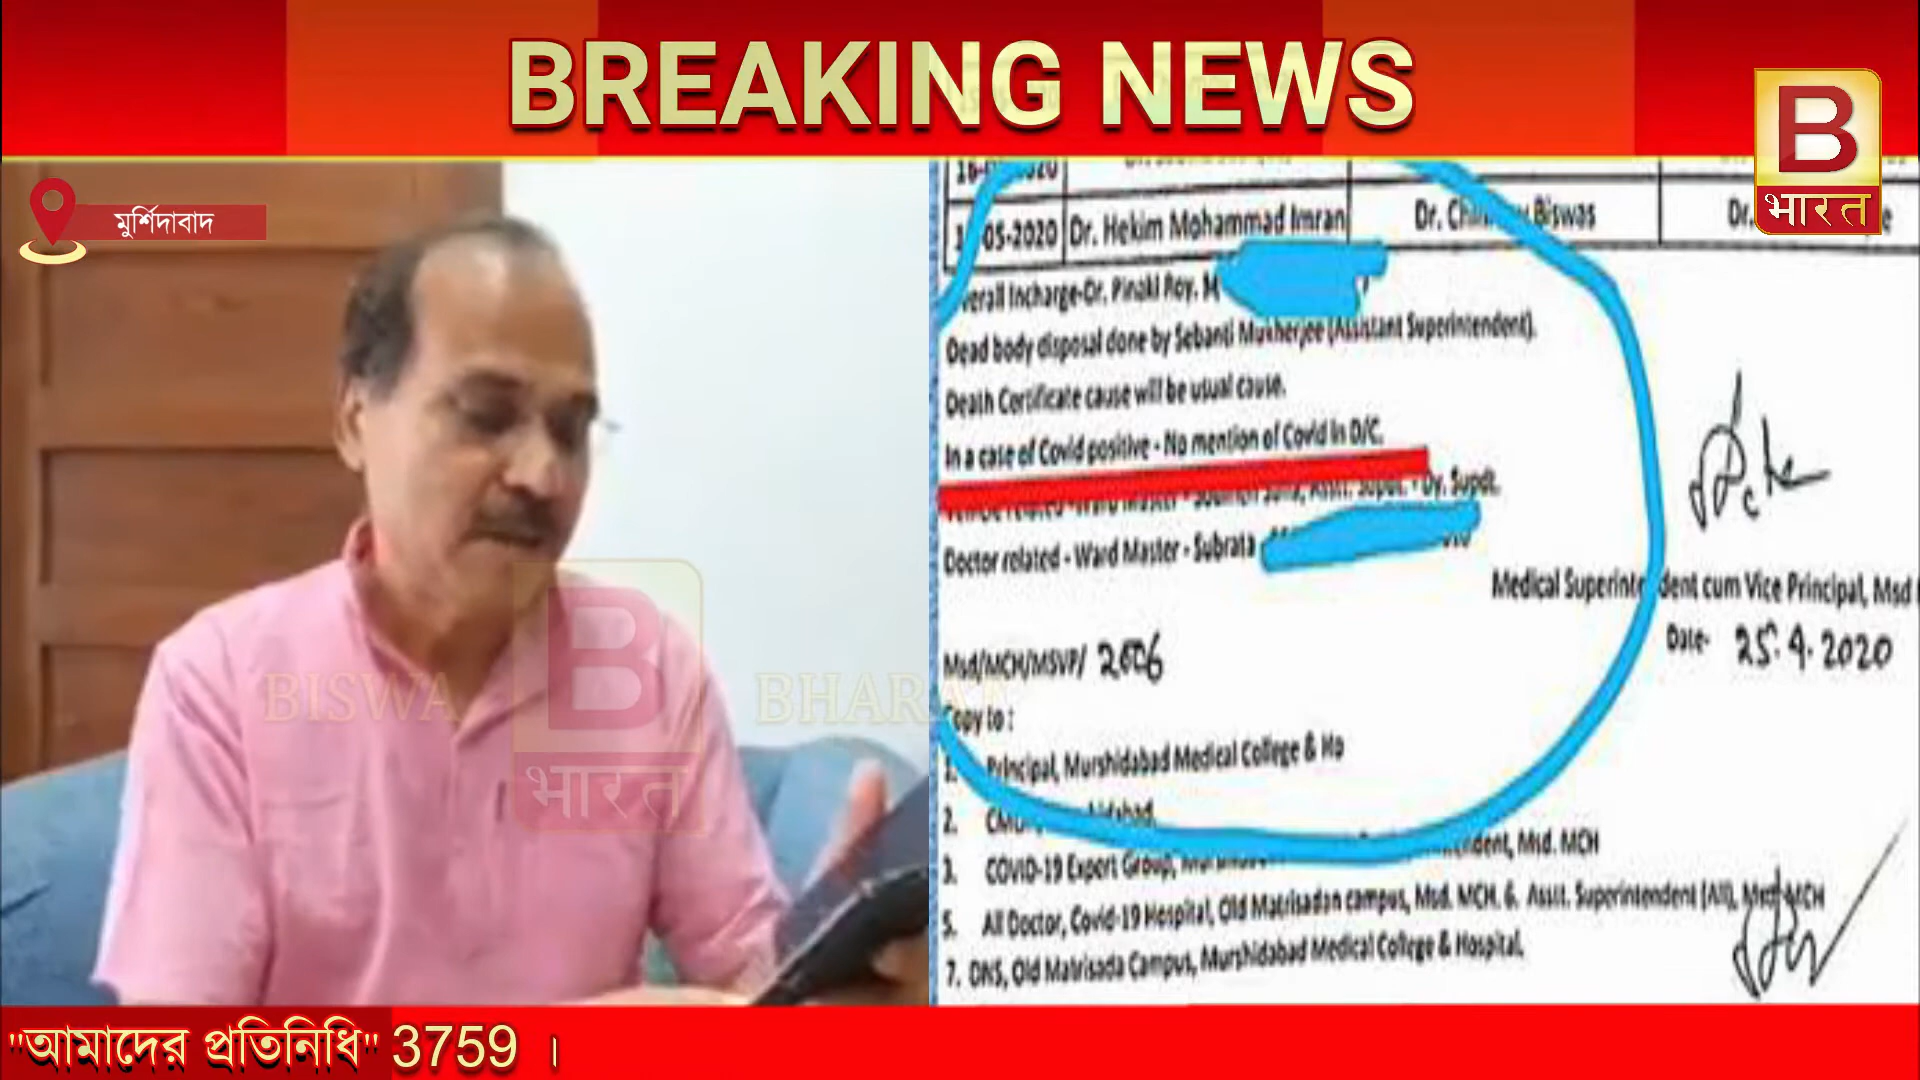 BREAKING NEWS
B
भारत
মুর্শিদাবাদ
05-2020 Dr. Hekim Mohammad Imran Biswas Dr.
Incharge-Dr. Pinaki Roy.
Dead body disposal done by Sebanti Mukherjee (Assistant Superintendent).
Death Certificate cause will be usual cause.
In a case of Covid positive - No mention of Covid in D/C.
Dy. Supdt.
Doctor related - Ward Master - Subrata
Medical Superintendent cum Vice Principal, Msd
Date- 25.4.2020
Msd/MCH/MSVP/ 2606
Copy to :
1. Principal, Murshidabad Medical College & Ho
2.
3. COVID-19 Expert Group, Msd. MCH
5. All Doctor, Covid-19 Hospital, Old Matrisadan campus, Msd. MCH. & Assit. Superintendent (All), Msd. MCH
7. DNS, Old Matrisada Campus, Murshidabad Medical College & Hospital,
BISWA B BHARAT
भारत
"আমাদের প্রতিনিধি" 3759 ।